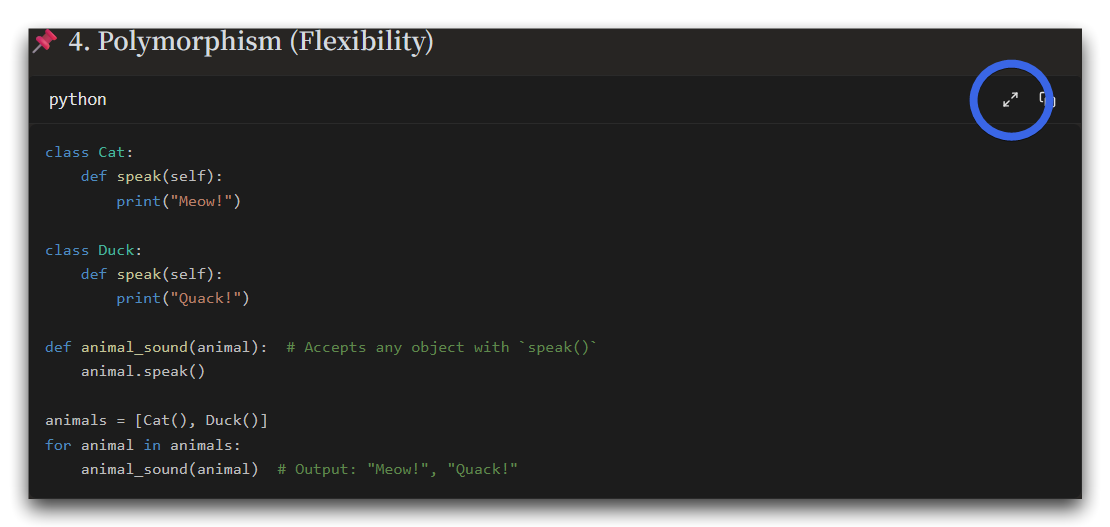 📌 4. Polymorphism (Flexibility)
python
class Cat:
    def speak(self):
        print("Meow!")

class Duck:
    def speak(self):
        print("Quack!")

def animal_sound(animal):  # Accepts any object with `speak()`
    animal.speak()

animals = [Cat(), Duck()]
for animal in animals:
    animal_sound(animal)  # Output: "Meow!", "Quack!"